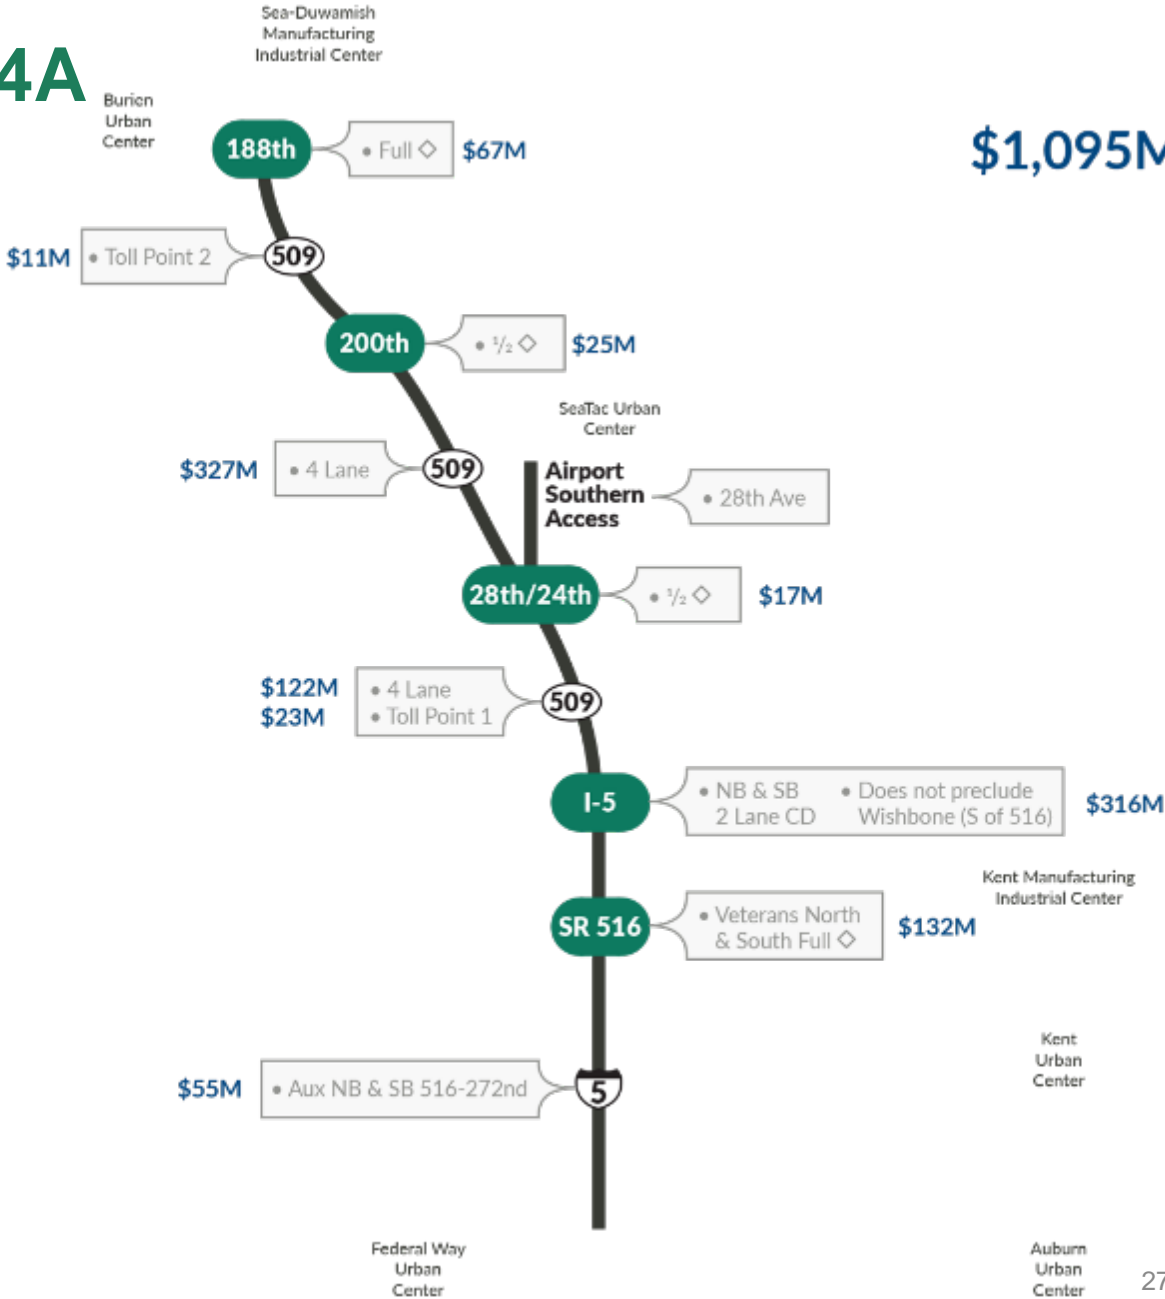 Sea-Duwamish
Manufacturing
Industrial Center
4A
Burien
Urban
Center
188th
• Full ◇
$67M
$1,095M
$11M
• Toll Point 2
509
200th
• ½ ◇
$25M
SeaTac Urban
Center
$327M
• 4 Lane
509
Airport
Southern
Access
• 28th Ave
28th/24th
• ½ ◇
$17M
$122M
$23M
• 4 Lane
• Toll Point 1
509
I-5
• NB & SB
2 Lane CD
• Does not preclude
Wishbone (S of 516)
$316M
Kent Manufacturing
Industrial Center
SR 516
• Veterans North
& South Full ◇
$132M
Kent
Urban
Center
$55M
• Aux NB & SB 516-272nd
5
Federal Way
Urban
Center
Auburn
Urban
Center
27